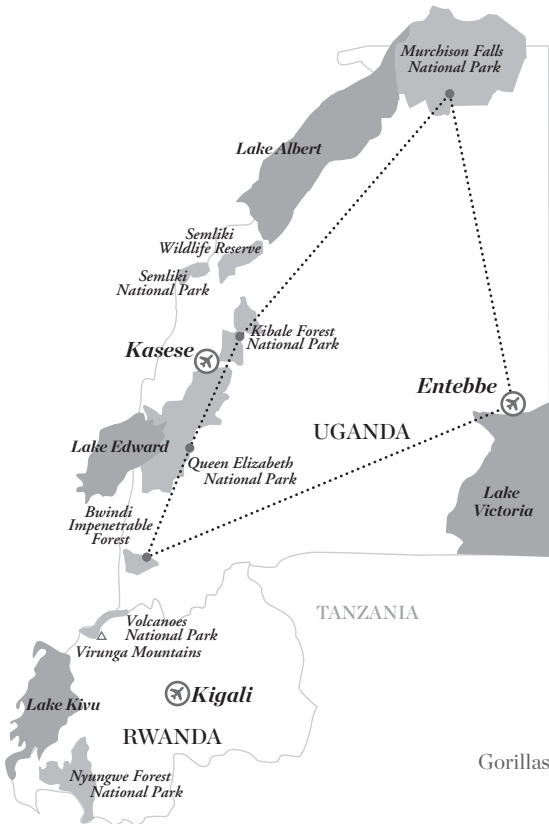 Murchison Falls
National Park
Lake Albert
Semliki
Wildlife Reserve
Semliki
National Park
Kibale Forest
National Park
Kasese
Entebbe
UGANDA
Lake Edward
Queen Elizabeth
National Park
Lake
Victoria
Bwindi
Impenetrable
Forest
TANZANIA
Volcanoes
National Park
Virunga Mountains
Kigali
Lake Kivu
RWANDA
Gorillas
Nyungwe Forest
National Park